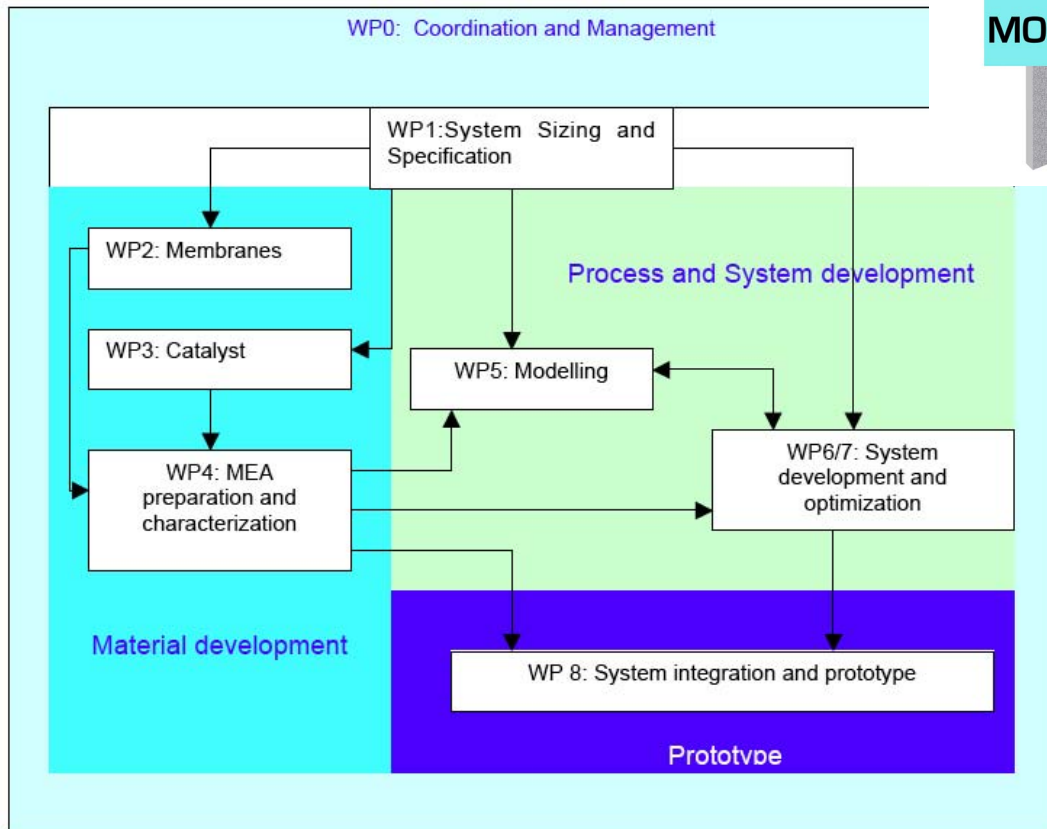 WP0: Coordination and Management
MO
WP1:System Sizing and
Specification
WP2: Membranes
Process and System development
WP3: Catalyst
WP5: Modelling
WP4: MEA
preparation and
characterization
WP6/7: System
development and
optimization
Material development
WP 8: System integration and prototype
Prototype